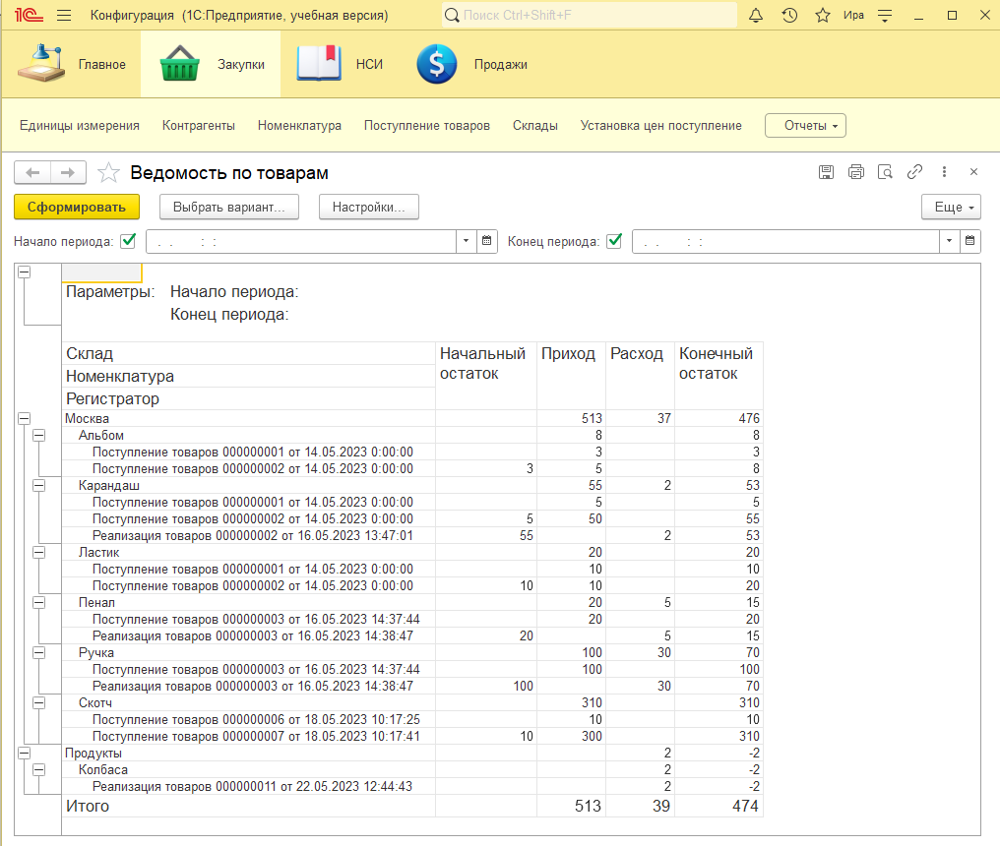 1С Конфигурация (1С:Предприятие, учебная версия) Поиск Ctrl+Shift+F Ира
Главное Закупки НСИ Продажи
Единицы измерения Контрагенты Номенклатура Поступление товаров Склады Установка цен поступление Отчеты
Ведомость по товарам
Сформировать Выбрать вариант... Настройки... Еще
Начало периода: . . : : Конец периода: . . : :
Параметры: Начало периода:
Конец периода:
Склад Начальный остаток Приход Расход Конечный остаток
Номенклатура
Регистратор
Москва 513 37 476
Альбом 8 8
Поступление товаров 000000001 от 14.05.2023 0:00:00 3 3
Поступление товаров 000000002 от 14.05.2023 0:00:00 3 5 8
Карандаш 55 2 53
Поступление товаров 000000001 от 14.05.2023 0:00:00 5 5
Поступление товаров 000000002 от 14.05.2023 0:00:00 5 50 55
Реализация товаров 000000002 от 16.05.2023 13:47:01 55 2 53
Ластик 20 20
Поступление товаров 000000001 от 14.05.2023 0:00:00 10 10
Поступление товаров 000000002 от 14.05.2023 0:00:00 10 10 20
Пенал 20 5 15
Поступление товаров 000000003 от 16.05.2023 14:37:44 20 20
Реализация товаров 000000003 от 16.05.2023 14:38:47 20 5 15
Ручка 100 30 70
Поступление товаров 000000003 от 16.05.2023 14:37:44 100 100
Реализация товаров 000000003 от 16.05.2023 14:38:47 100 30 70
Скотч 310 310
Поступление товаров 000000006 от 18.05.2023 10:17:25 10 10
Поступление товаров 000000007 от 18.05.2023 10:17:41 10 300 310
Продукты 2 -2
Колбаса 2 -2
Реализация товаров 000000011 от 22.05.2023 12:44:43 2 -2
Итого 513 39 474